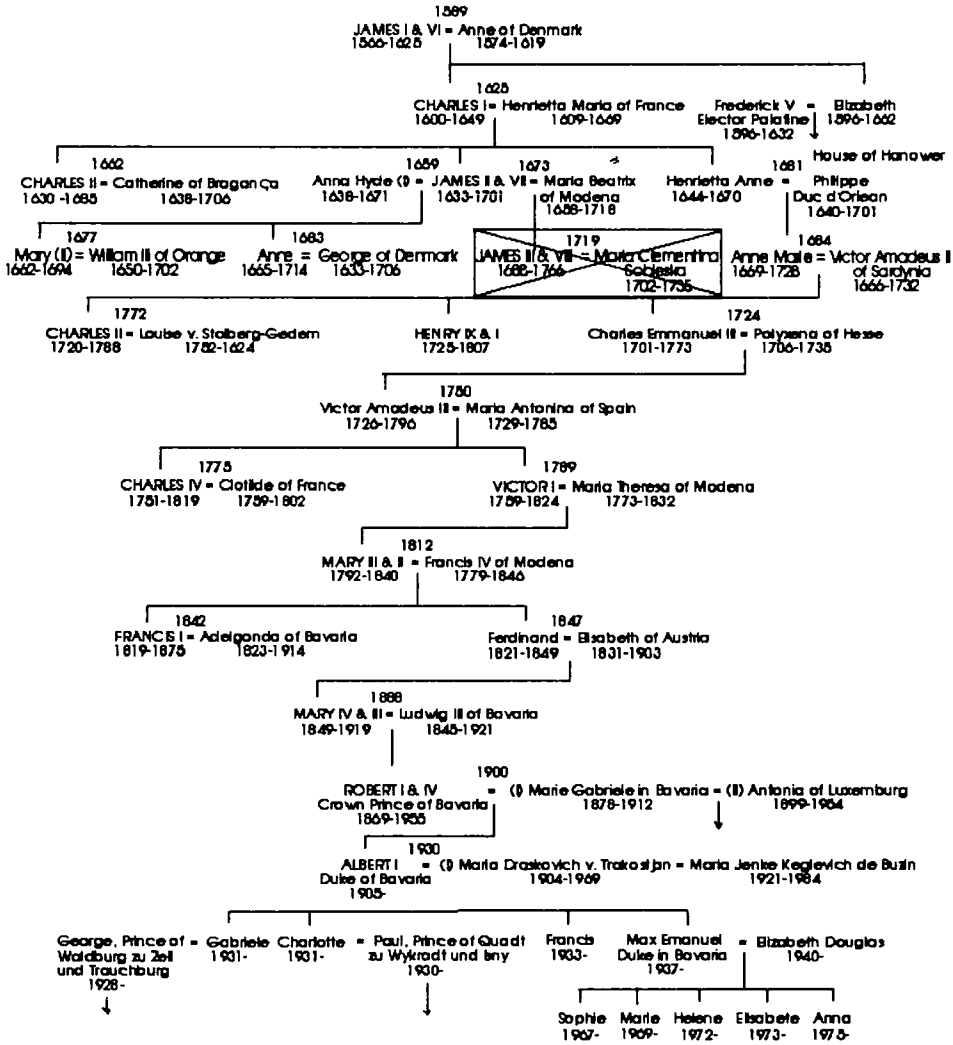 1589
JAMES I & VI = Anne of Denmark
1566-1625 1574-1619
1625
CHARLES I = Henrietta Maria of France Frederick V = Elizabeth
1600-1649 1609-1669 Elector Palatine 1596-1662
1596-1632
House of Hanower
1662 1659 1673 1681
CHARLES II = Catherine of Bragança Anna Hyde (I) = JAMES II & VII = Maria Beatrix Henrietta Anne = Philippe
1630 -1685 1638-1706 1638-1671 1633-1701 of Modena 1644-1670 Duc d'Orlean
1658-1718 1640-1701
1677 1683 1719 1684
Mary (II) = William III of Orange Anne = George of Denmark JAMES III & VIII = Maria Clementina Anne Marie = Victor Amadeus II
1662-1694 1650-1702 1665-1714 1633-1706 1688-1766 Sobieska 1669-1728 of Sardynia
1702-1735 1666-1732
1772 1724
CHARLES II = Louise v. Stolberg-Gedern HENRY IX & I Charles Emmanuel III = Polyxena of Hesse
1720-1788 1752-1624 1725-1807 1701-1773 1706-1735
1750
Victor Amadeus III = Maria Antonina of Spain
1726-1796 1729-1785
1775 1789
CHARLES IV = Clotilde of France VICTOR I = Maria Theresa of Modena
1751-1819 1759-1802 1759-1824 1773-1832
1812
MARY III & II = Francis IV of Modena
1792-1840 1779-1846
1842 1847
FRANCIS I = Adelgonda of Bavaria Ferdinand = Elisabeth of Austria
1819-1875 1823-1914 1821-1849 1831-1903
1888
MARY IV & III = Ludwig III of Bavaria
1849-1919 1845-1921
1900
ROBERT I & IV = (I) Marie Gabriele in Bavaria = (II) Antonia of Luxemburg
Crown Prince of Bavaria 1878-1912 1899-1954
1869-1955
1930
ALBERT I = (I) Maria Draskovich v. Trakostjan = Maria Jenke Keglevich de Buzin
Duke of Bavaria 1904-1969 1921-1984
1905-
George, Prince of = Gabriele Charlotte = Paul, Prince of Quadt Francis Max Emanuel = Elizabeth Douglas
Waldburg zu Zeil 1931- 1931- zu Wykradt und Isny 1933- Duke in Bavaria 1940-
und Trauchburg 1930- 1937-
1928-
Sophie Marie Helene Elisabete Anna
1967- 1969- 1972- 1973- 1975-